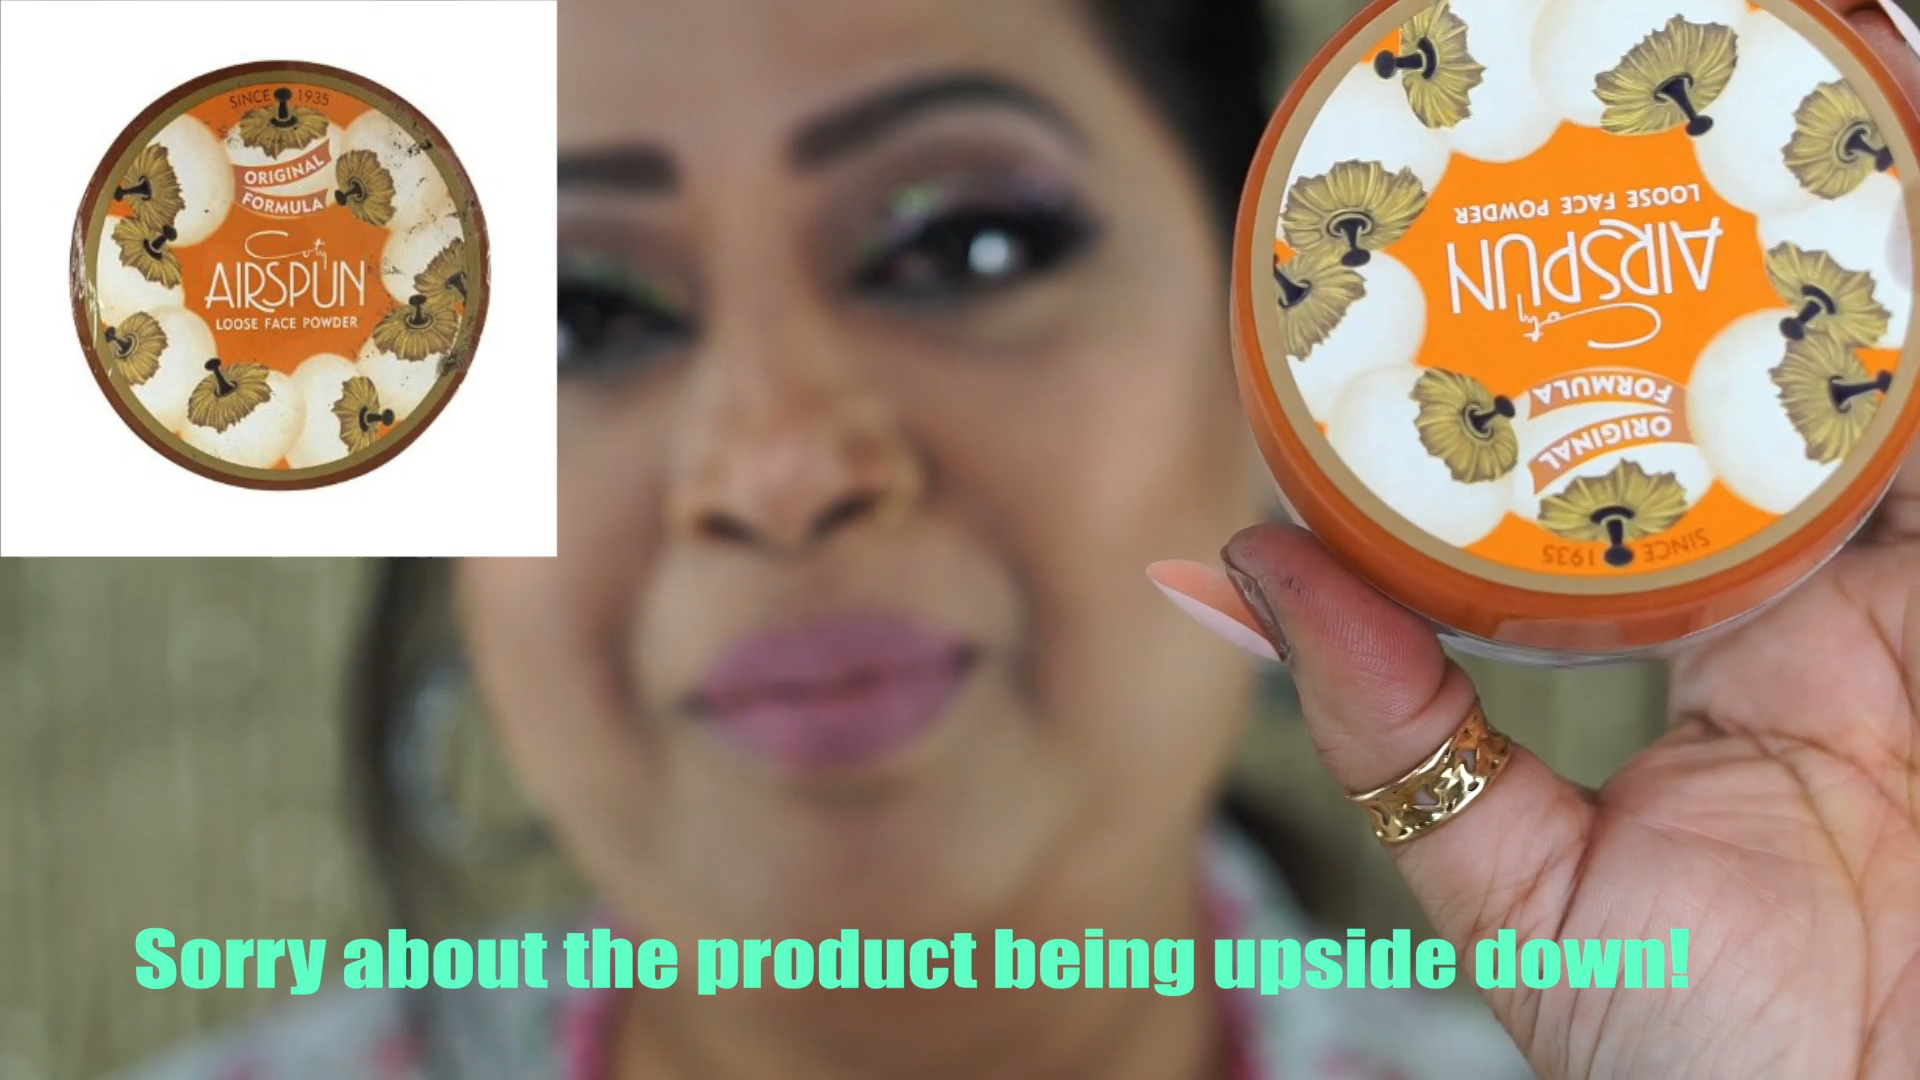 SINCE 1935
ORIGINAL
FORMULA
Coty
AIRSPUN
LOOSE FACE POWDER
SINCE 1935
ORIGINAL
FORMULA
Coty
AIRSPUN
LOOSE FACE POWDER
Sorry about the product being upside down!